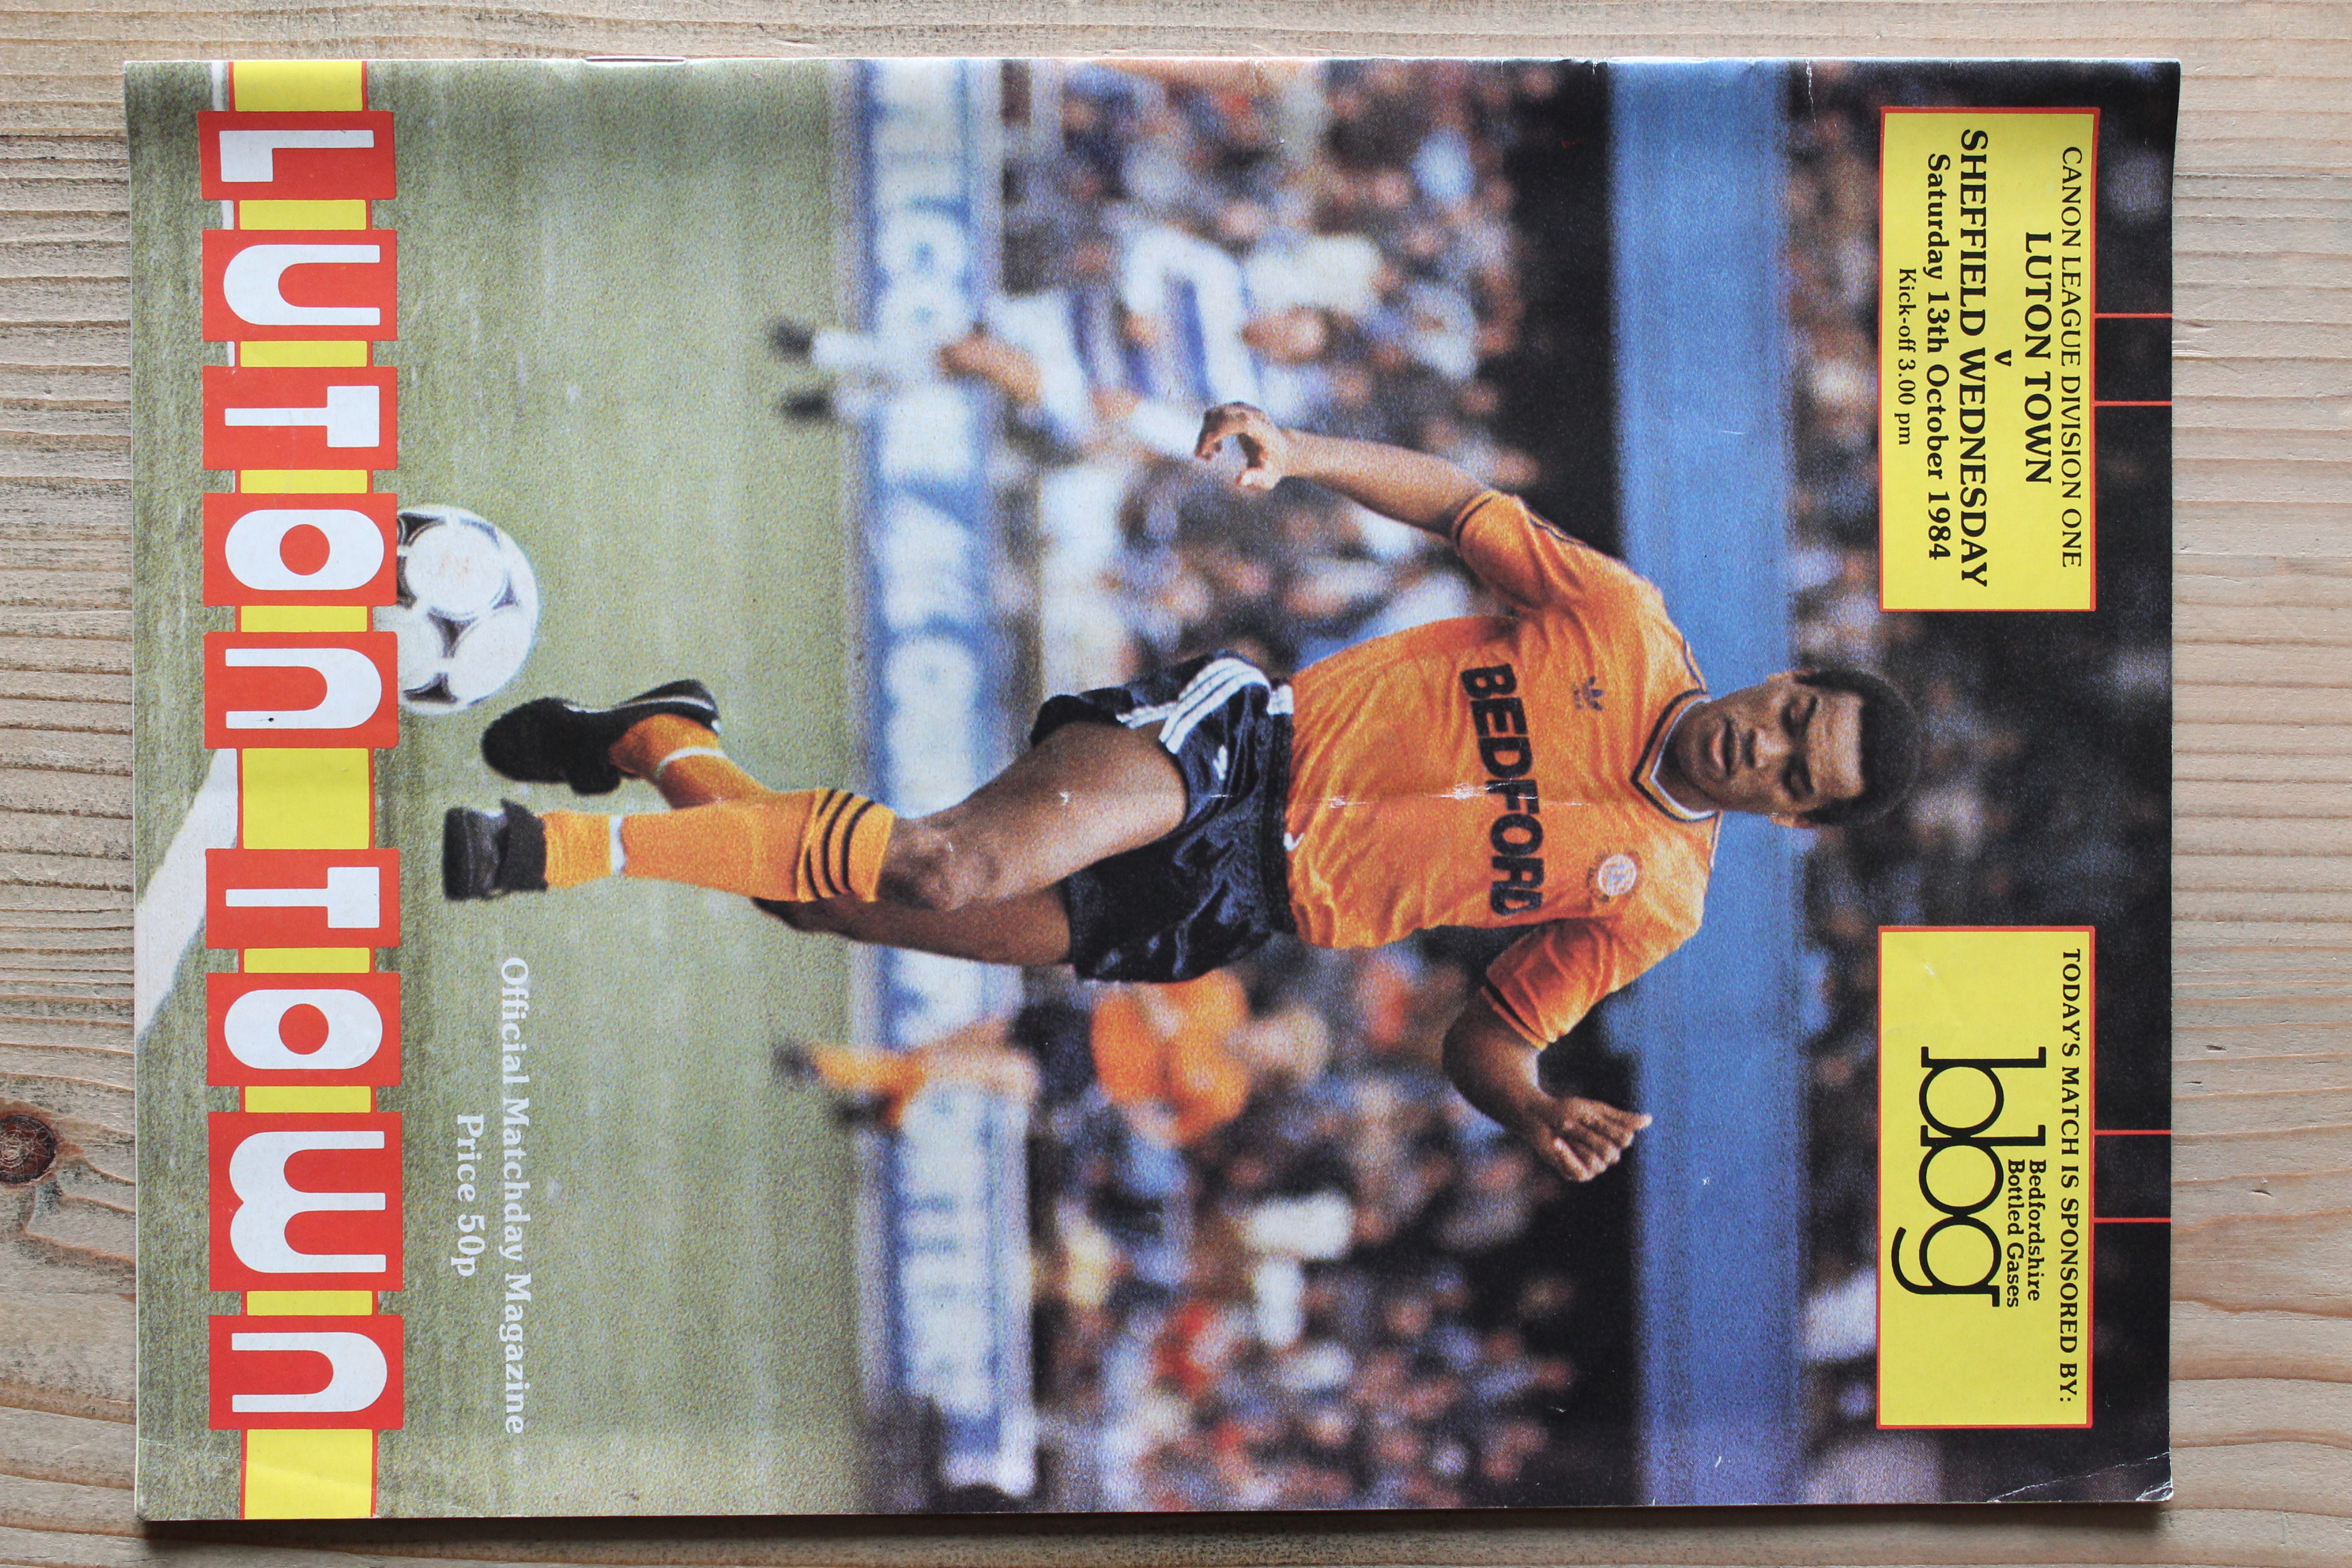 CANON LEAGUE DIVISION ONE
LUTON TOWN
v
SHEFFIELD WEDNESDAY
Saturday 13th October 1984
Kick-off 3.00 pm
TODAY'S MATCH IS SPONSORED BY:
Bedfordshire
Bottled Gases
bbg
BEDFORD
Official Matchday Magazine
Price 50p
LUTON TOWN